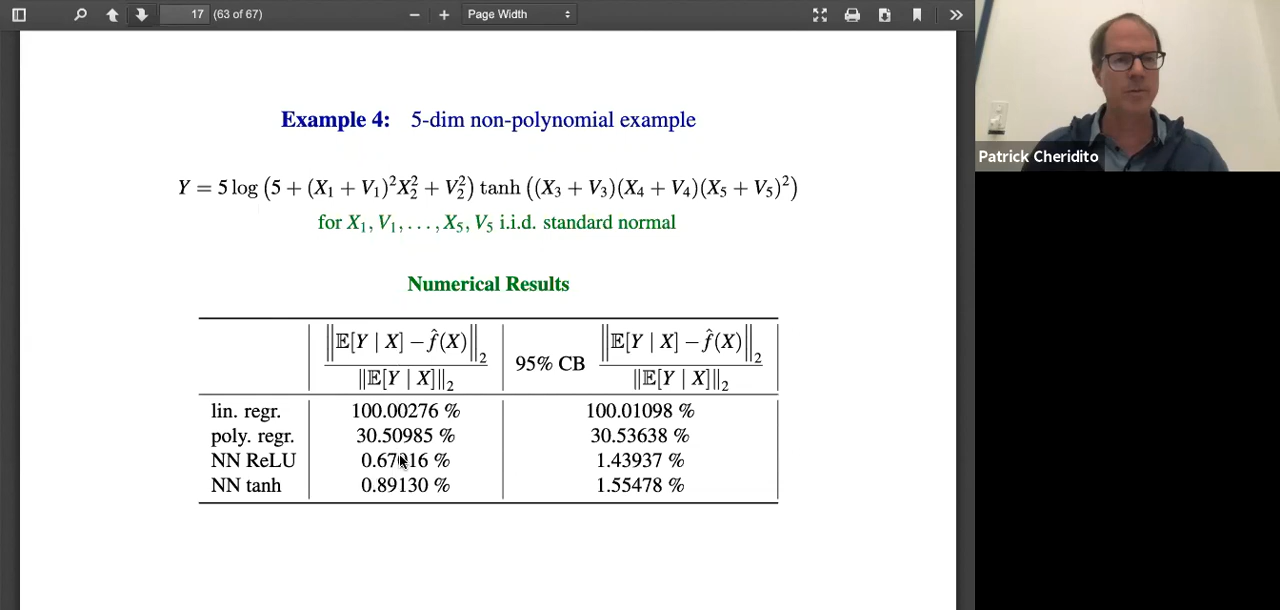 17 (63 of 67) Page Width
Patrick Cheridito
Example 4: 5-dim non-polynomial example
Y = 5 log (5 + (X₁ + V₁)²X₂² + V₂²) tanh ((X₃ + V₃)(X₄ + V₄)(X₅ + V₅)²)
for X₁, V₁, . . . , X₅, V₅ i.i.d. standard normal
Numerical Results
‖𝔼[Y | X] − f̂(X)‖₂ / ‖𝔼[Y | X]‖₂ 95% CB ‖𝔼[Y | X] − f̂(X)‖₂ / ‖𝔼[Y | X]‖₂
lin. regr. 100.00276 % 100.01098 %
poly. regr. 30.50985 % 30.53638 %
NN ReLU 1.43937 %
NN tanh 0.89130 % 1.55478 %